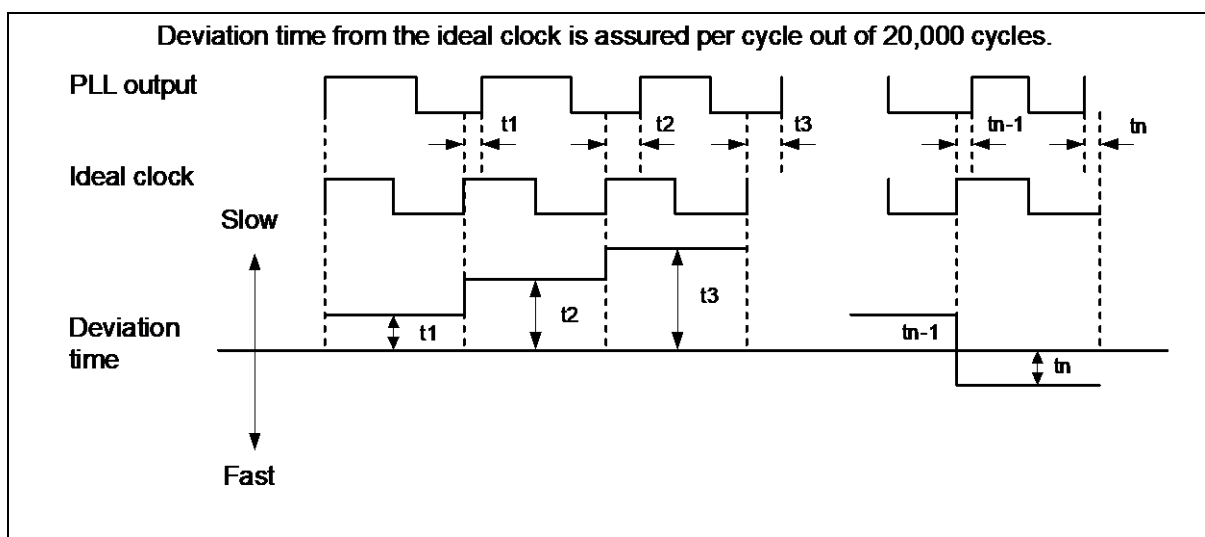 Deviation time from the ideal clock is assured per cycle out of 20,000 cycles.
PLL output
t1
t2
t3
tn-1
tn
Ideal clock
Slow
t1
t2
t3
tn-1
tn
Deviation
time
Fast